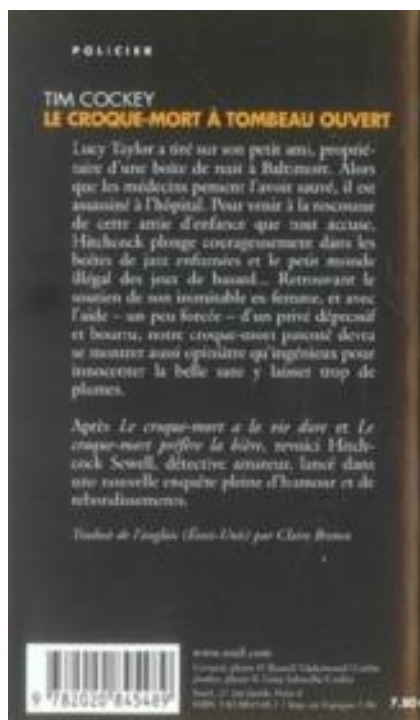 POLICIER
TIM COCKEY
LE CROQUE-MORT À TOMBEAU OUVERT
Lucy Taylor a tiré sur son petit ami, proprié-
taire d'une boîte de nuit à Baltimore. Alors
que les médecins pensent l'avoir sauvé, il est
assassiné à l'hôpital. Pour venir à la rescousse
de cette amie d'enfance que tout accuse,
Hitchcock plonge courageusement dans les
boîtes de jazz enfumées et le petit monde
illégal des jeux de hasard... Retrouvant le
soutien de son inimitable ex-femme, et avec
l'aide – un peu forcée – d'un privé dépressif
et bourru, notre croque-mort patenté devra
se montrer aussi opiniâtre qu'ingénieux pour
innocenter la belle sans y laisser trop de
plumes.
Après Le croque-mort a la vie dure et Le
croque-mort préfère la bière, revoici Hitch-
cock Sewell, détective amateur, lancé dans
une nouvelle enquête pleine d'humour et de
rebondissements.
Traduit de l'anglais (États-Unis) par Claire Breton
www.seuil.com
9 782020 849489